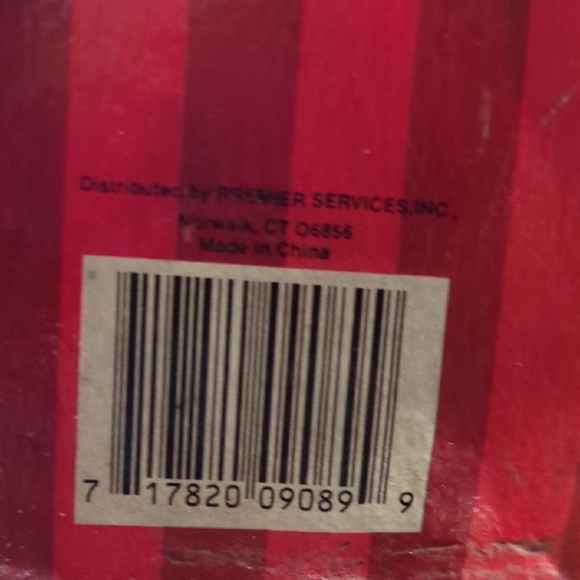 Distributed by PREMIER SERVICES, INC.,
Norwalk, CT 06856
Made in China
7 17820 09089 9